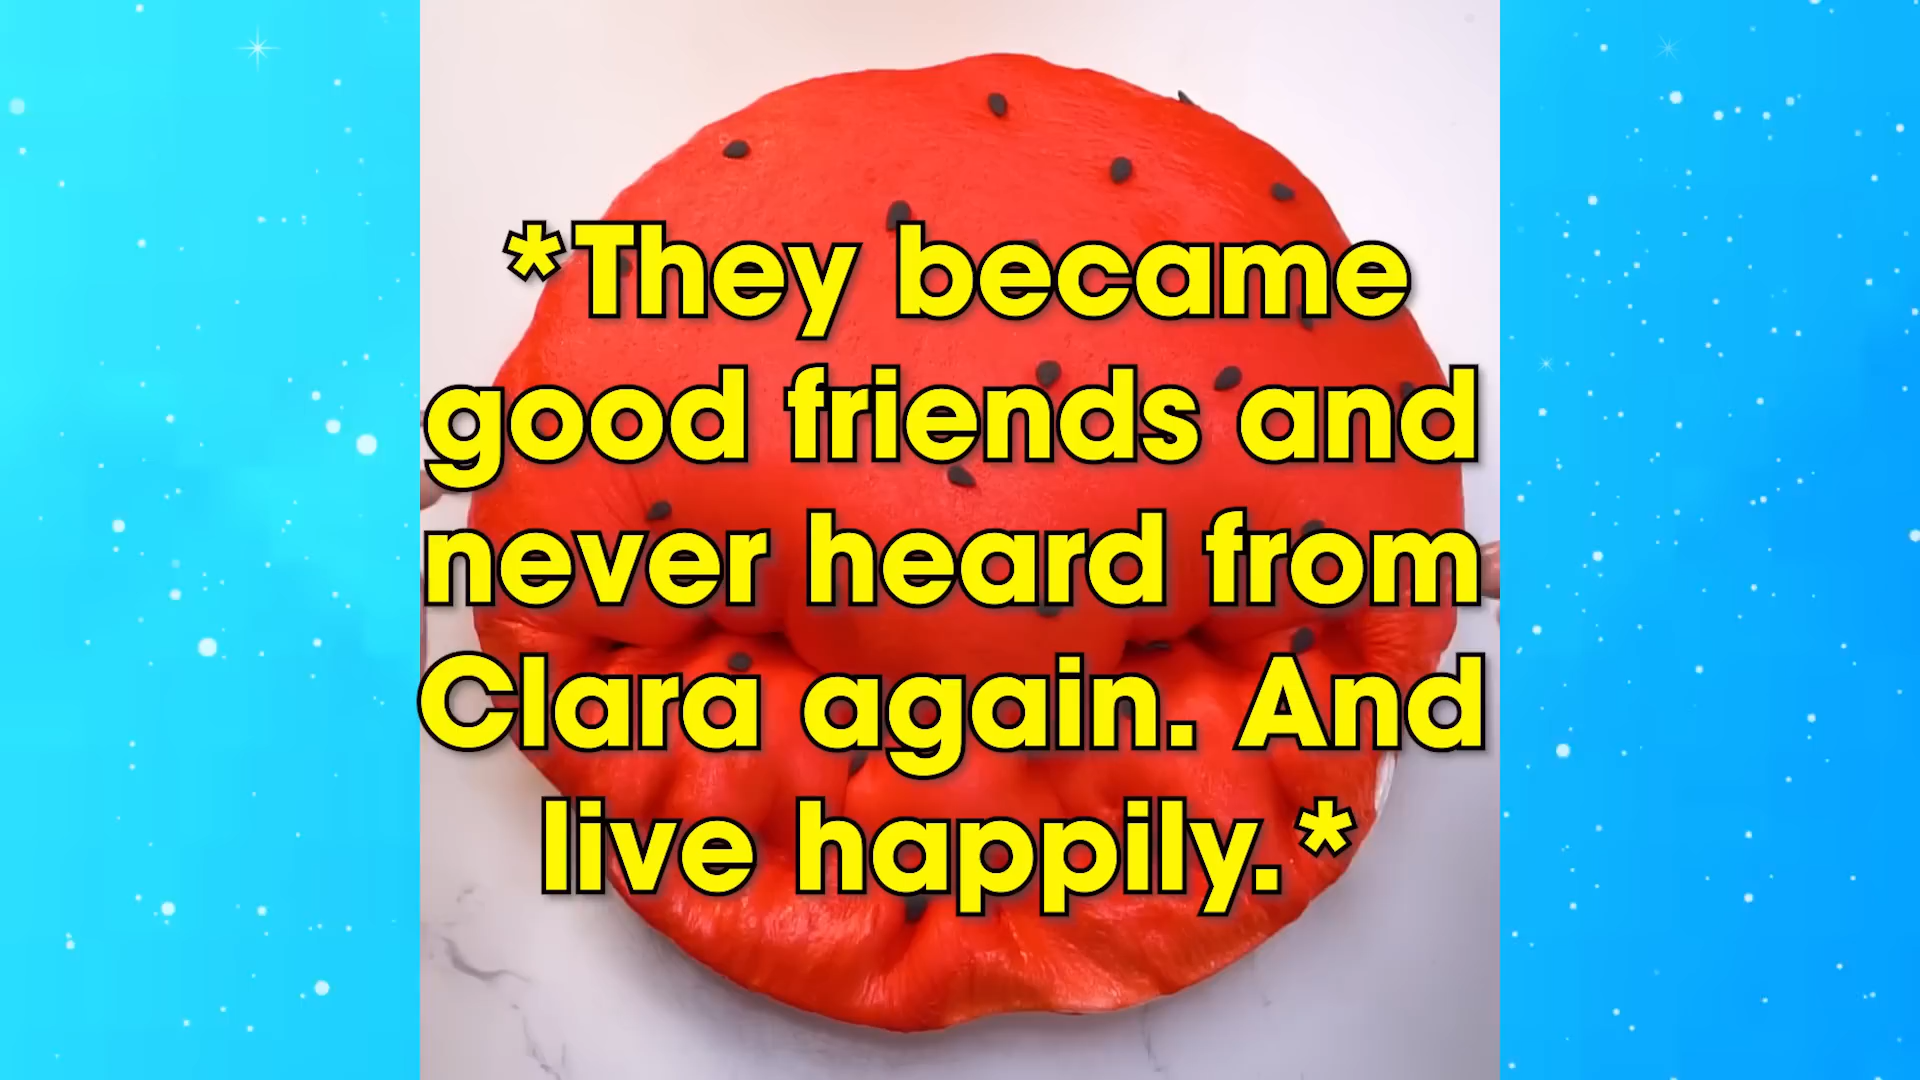 *They became
good friends and
never heard from
Clara again. And
live happily.*